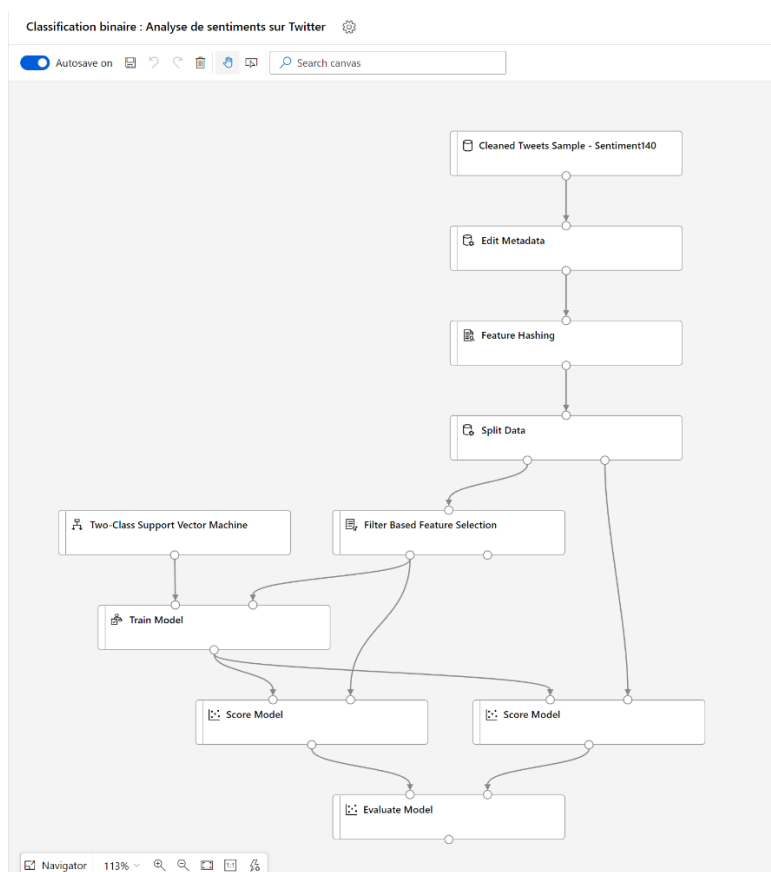 Classification binaire : Analyse de sentiments sur Twitter
Autosave on
Search canvas
Cleaned Tweets Sample - Sentiment140
Edit Metadata
Feature Hashing
Split Data
Two-Class Support Vector Machine
Filter Based Feature Selection
Train Model
Score Model
Score Model
Evaluate Model
Navigator 113% 1:1